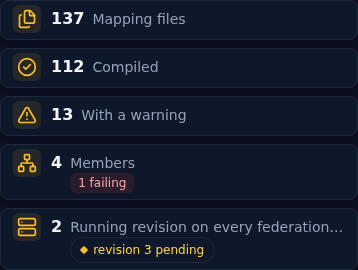 137 Mapping files
112 Compiled
13 With a warning
4 Members
1 failing
2 Running revision on every federation...
revision 3 pending